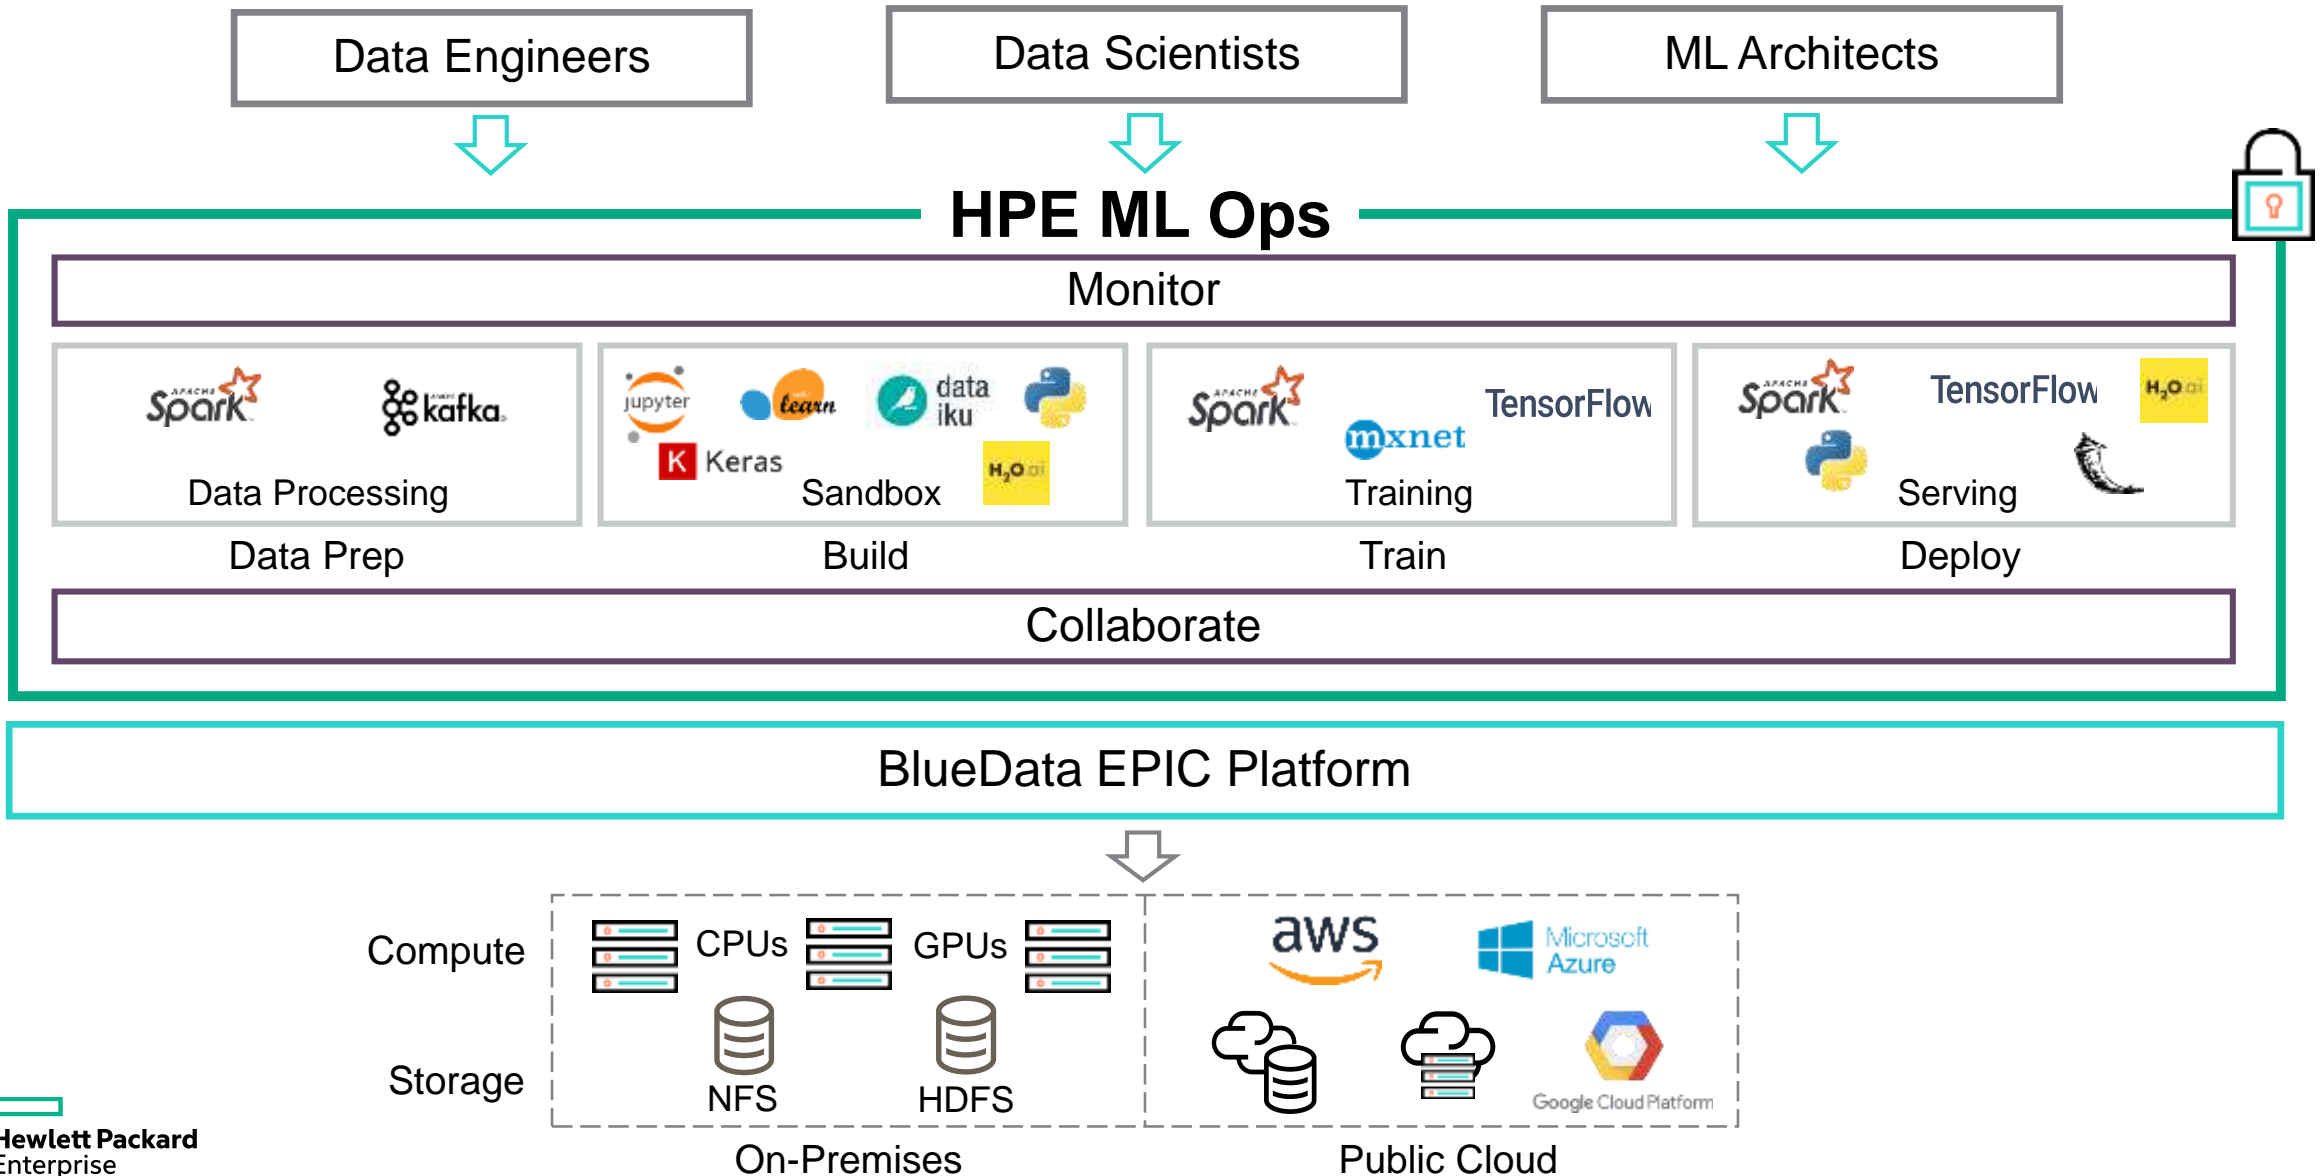 Data Engineers
Data Scientists
ML Architects
HPE ML Ops
Monitor
APACHE
Spark
kafka
Data Processing
Data Prep
jupyter
learn
data
iku
K Keras
H2O.ai
Sandbox
Build
APACHE
Spark
mxnet
TensorFlow
Training
Train
APACHE
Spark
TensorFlow
H2O.ai
Serving
Deploy
Collaborate
BlueData EPIC Platform
Compute
CPUs
GPUs
Storage
NFS
HDFS
On-Premises
aws
Microsoft
Azure
Google Cloud Platform
Public Cloud
Hewlett Packard
Enterprise